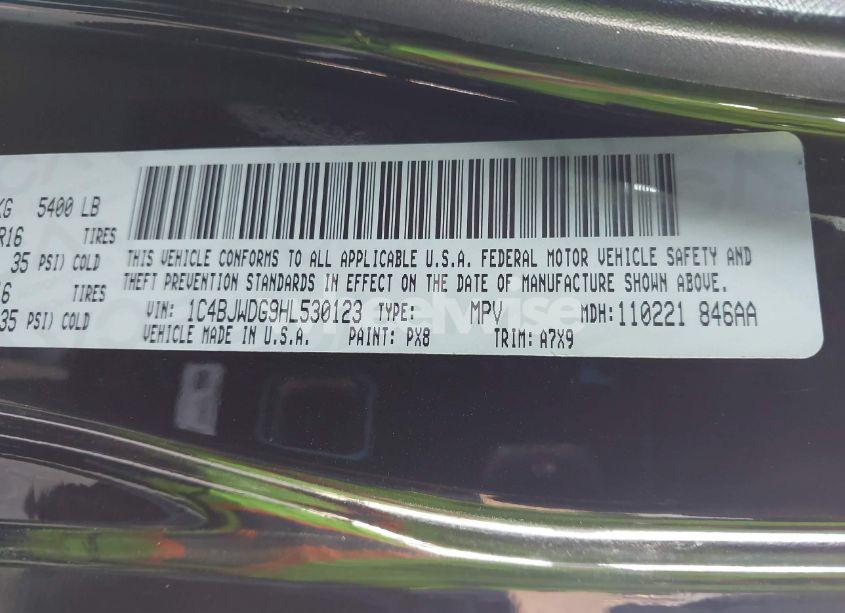 KG 5400 LB
R16 TIRES
35 PSI) COLD
TIRES
35 PSI) COLD
THIS VEHICLE CONFORMS TO ALL APPLICABLE U.S.A. FEDERAL MOTOR VEHICLE SAFETY AND
THEFT PREVENTION STANDARDS IN EFFECT ON THE DATE OF MANUFACTURE SHOWN ABOVE.
VIN: 1C4BJWDG9HL530123 TYPE: MPV MDH: 110221 846AA
VEHICLE MADE IN U.S.A. PAINT: PX8 TRIM: A7X9